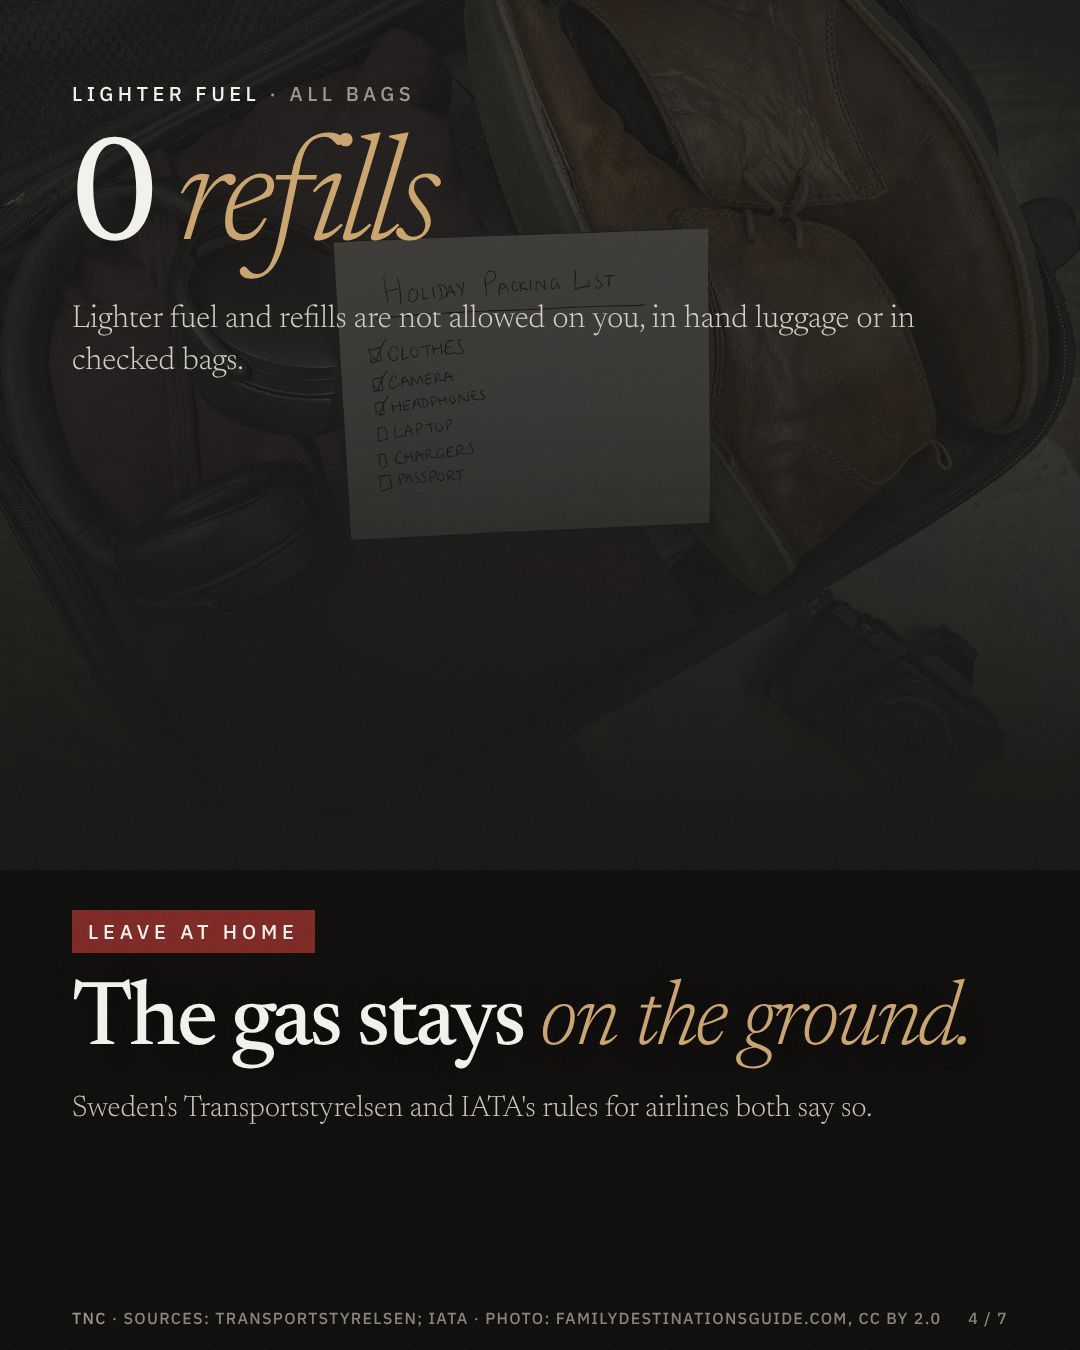 LIGHTER FUEL · ALL BAGS
0 refills
HOLIDAY PACKING LIST
Lighter fuel and refills are not allowed on you, in hand luggage or in
checked bags.
CLOTHES
CAMERA
HEADPHONES
LAPTOP
CHARGERS
PASSPORT
LEAVE AT HOME
The gas stays on the ground.
Sweden's Transportstyrelsen and IATA's rules for airlines both say so.
TNC · SOURCES: TRANSPORTSTYRELSEN; IATA · PHOTO: FAMILYDESTINATIONSGUIDE.COM, CC BY 2.0 4 / 7